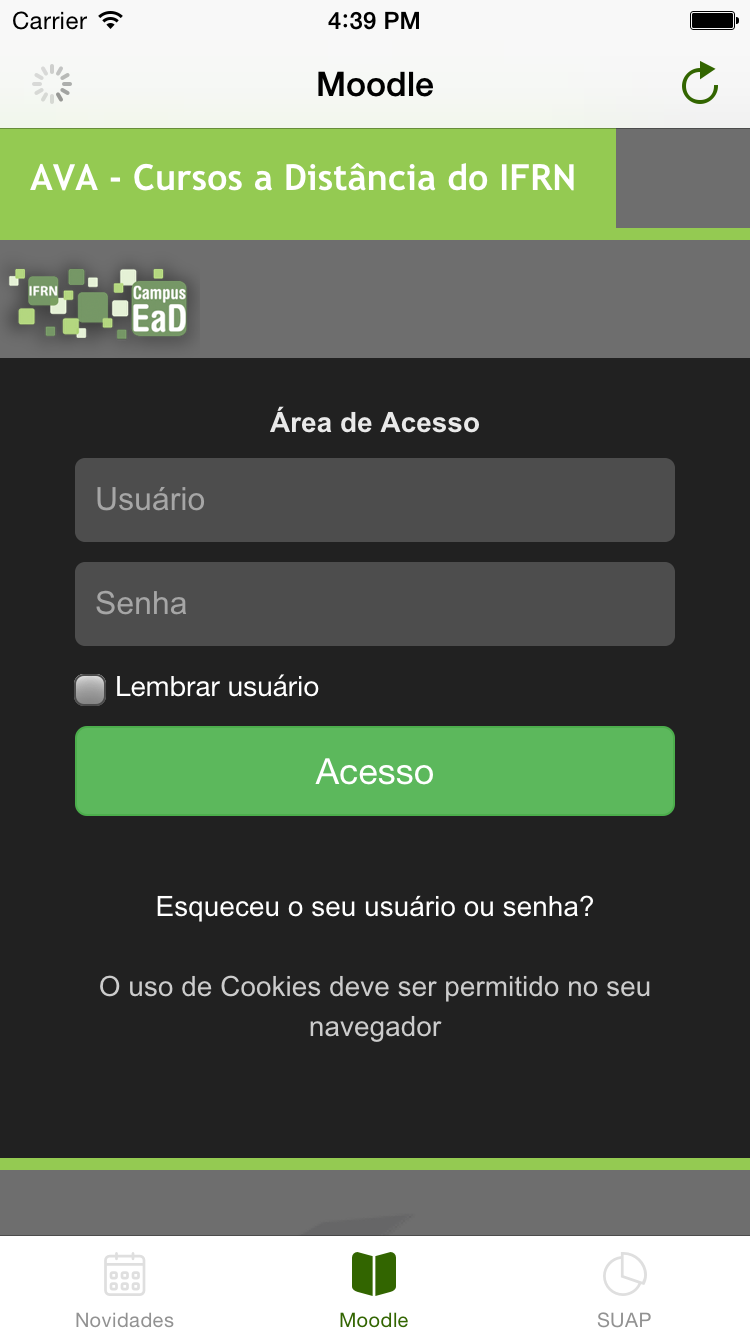 Carrier 4:39 PM
Moodle
AVA - Cursos a Distância do IFRN
IFRN
Campus
EaD
Área de Acesso
Usuário
Senha
Lembrar usuário
Acesso
Esqueceu o seu usuário ou senha?
O uso de Cookies deve ser permitido no seu
navegador
Novidades Moodle SUAP